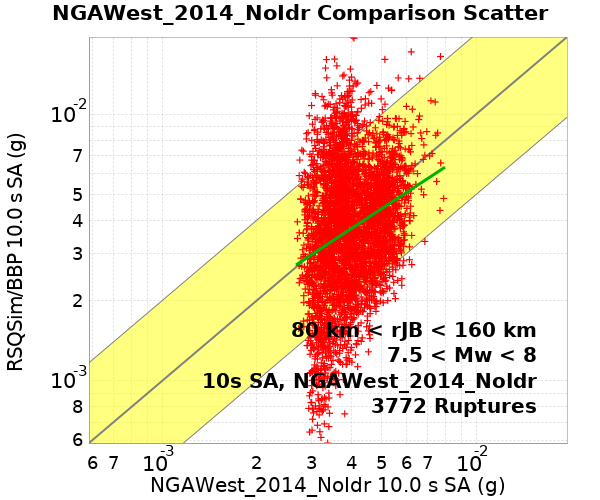 NGAWest_2014_NoIdr Comparison Scatter
RSQSim/BBP 10.0 s SA (g)
10-2
7
5
4
3
2
10-3
8
6
80 km < rJB < 160 km
7.5 < Mw < 8
10s SA, NGAWest_2014_NoIdr
3772 Ruptures
6 7 10-3 2 3 4 5 6 7 10-2
NGAWest_2014_NoIdr 10.0 s SA (g)